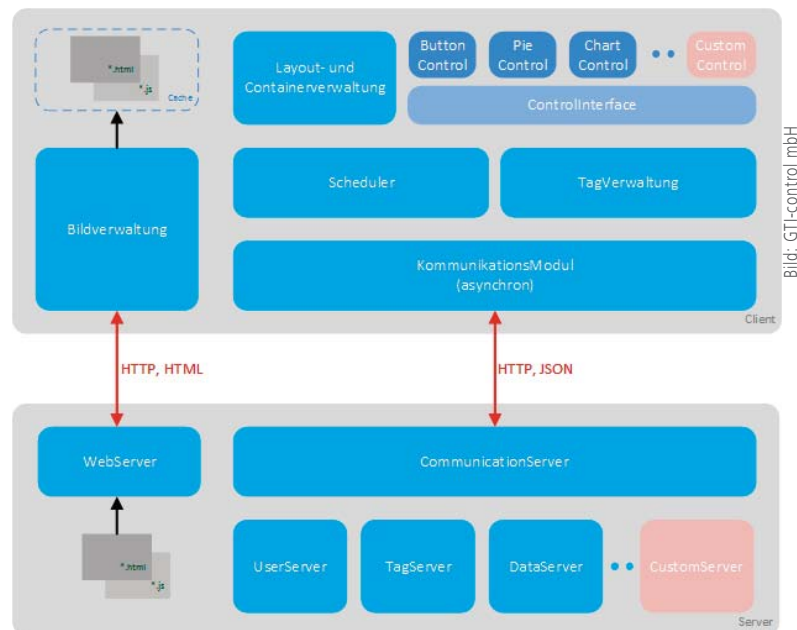 *.html
*.js
Cache
Layout- und
Containerverwaltung
Button
Control
Pie
Control
Chart
Control
Custom
Control
ControlInterface
Bildverwaltung
Scheduler
TagVerwaltung
KommunikationsModul
(asynchron)
Client
Bild: GTI-control mbH
HTTP, HTML
HTTP, JSON
WebServer
CommunicationServer
*.html
*.js
UserServer
TagServer
DataServer
CustomServer
Server